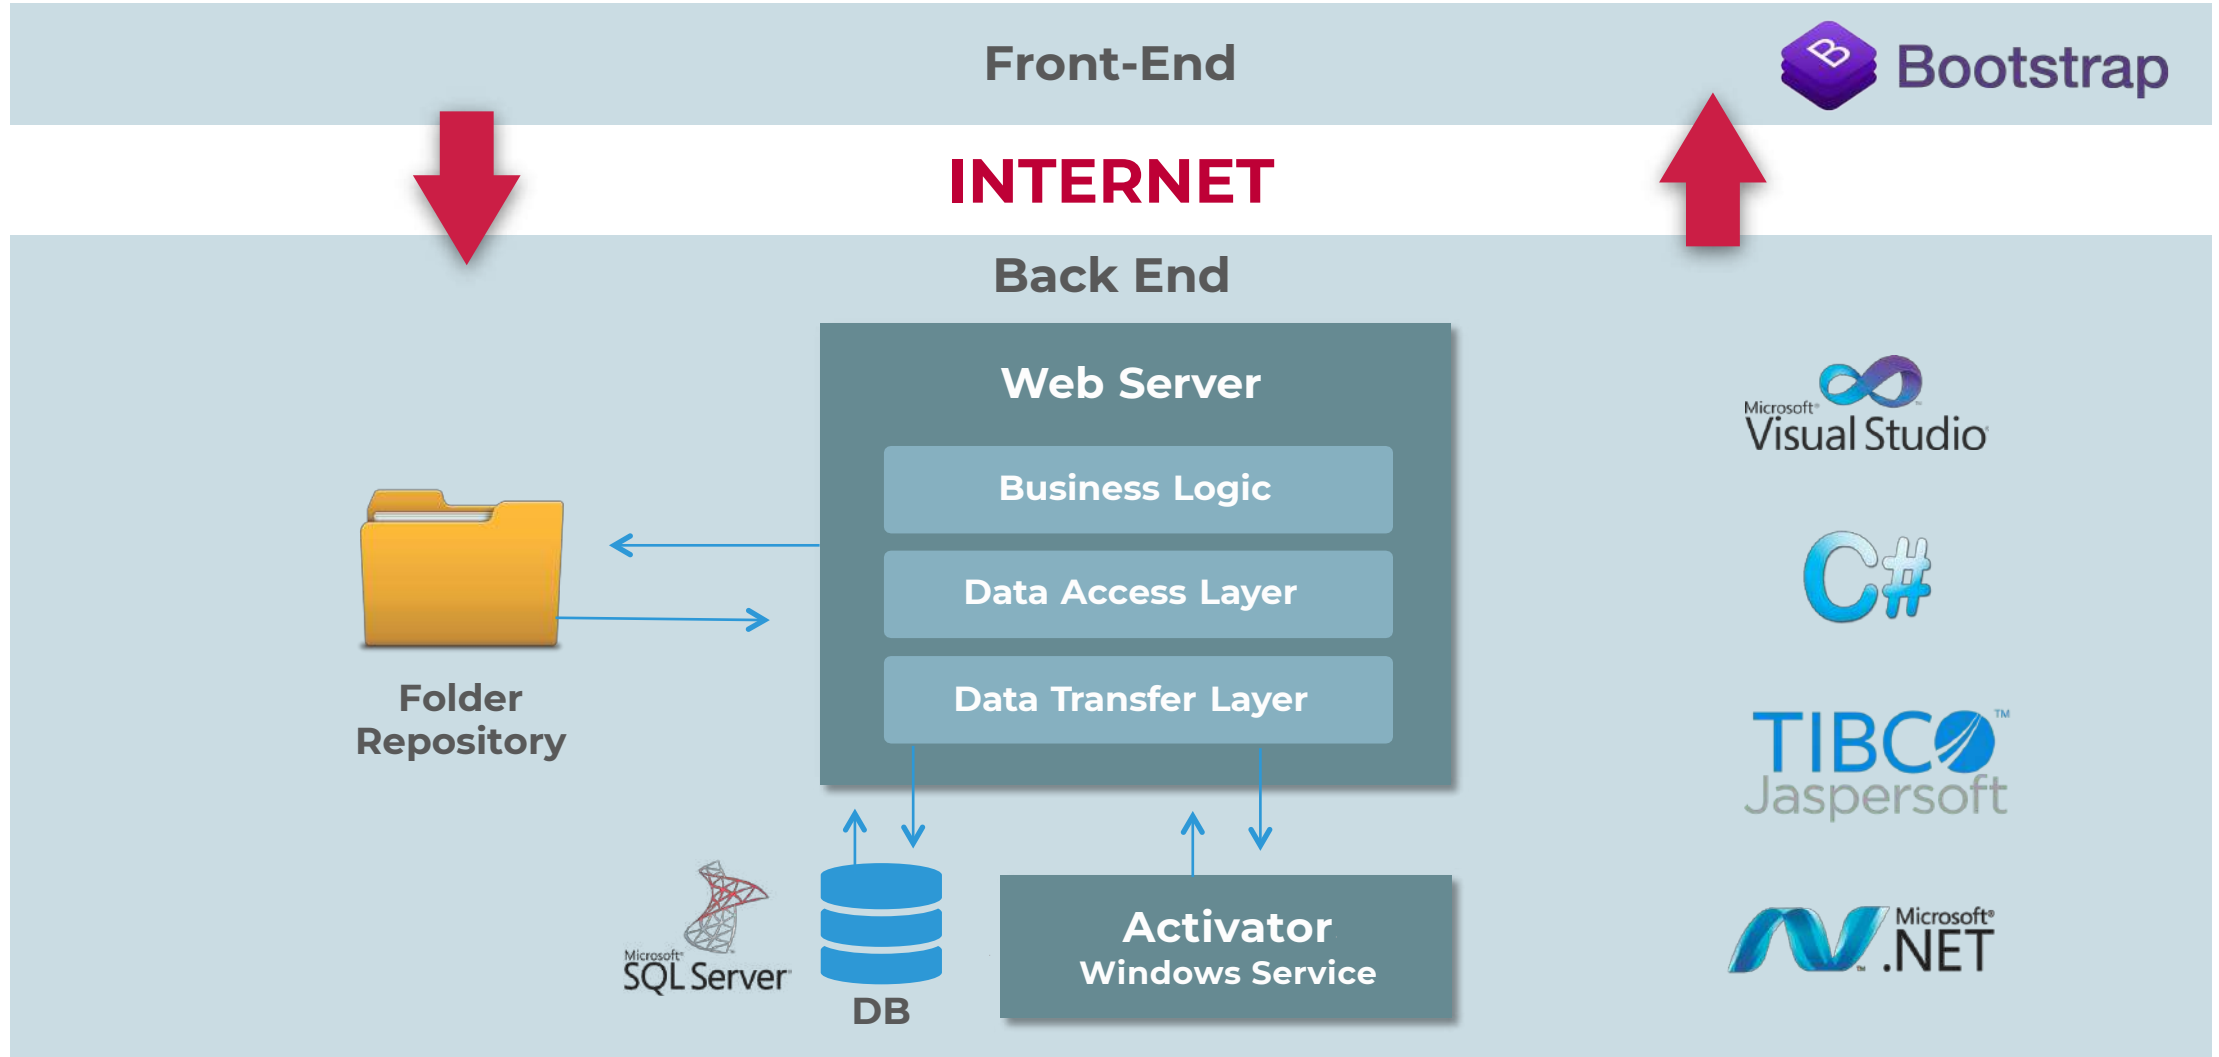 Front-End
B Bootstrap
INTERNET
Back End
Web Server
Business Logic
Data Access Layer
Data Transfer Layer
Folder
Repository
Microsoft®
Visual Studio
C#
TIBCO™
Jaspersoft
Microsoft®
SQL Server
DB
Activator
Windows Service
Microsoft®
.NET